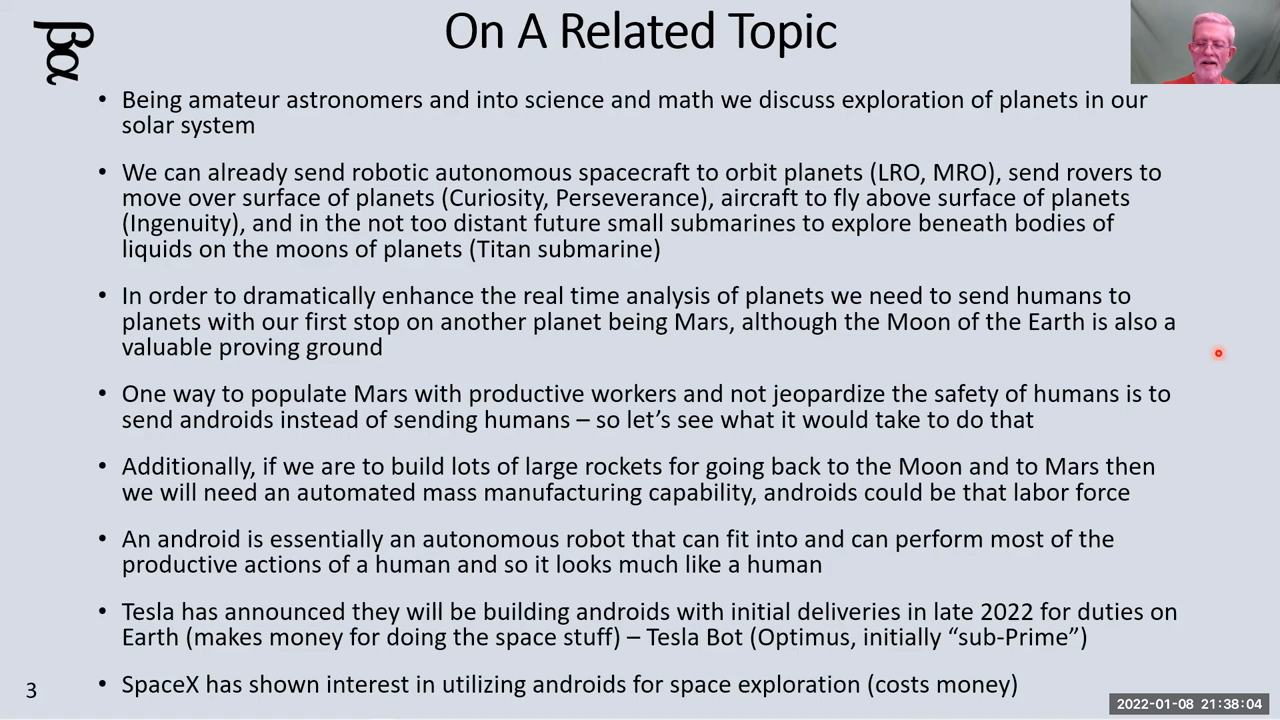 βα
On A Related Topic
• Being amateur astronomers and into science and math we discuss exploration of planets in our
solar system
• We can already send robotic autonomous spacecraft to orbit planets (LRO, MRO), send rovers to
move over surface of planets (Curiosity, Perseverance), aircraft to fly above surface of planets
(Ingenuity), and in the not too distant future small submarines to explore beneath bodies of
liquids on the moons of planets (Titan submarine)
• In order to dramatically enhance the real time analysis of planets we need to send humans to
planets with our first stop on another planet being Mars, although the Moon of the Earth is also a
valuable proving ground
• One way to populate Mars with productive workers and not jeopardize the safety of humans is to
send androids instead of sending humans – so let’s see what it would take to do that
• Additionally, if we are to build lots of large rockets for going back to the Moon and to Mars then
we will need an automated mass manufacturing capability, androids could be that labor force
• An android is essentially an autonomous robot that can fit into and can perform most of the
productive actions of a human and so it looks much like a human
• Tesla has announced they will be building androids with initial deliveries in late 2022 for duties on
Earth (makes money for doing the space stuff) – Tesla Bot (Optimus, initially “sub-Prime”)
• SpaceX has shown interest in utilizing androids for space exploration (costs money)
3
2022-01-08 21:38:04